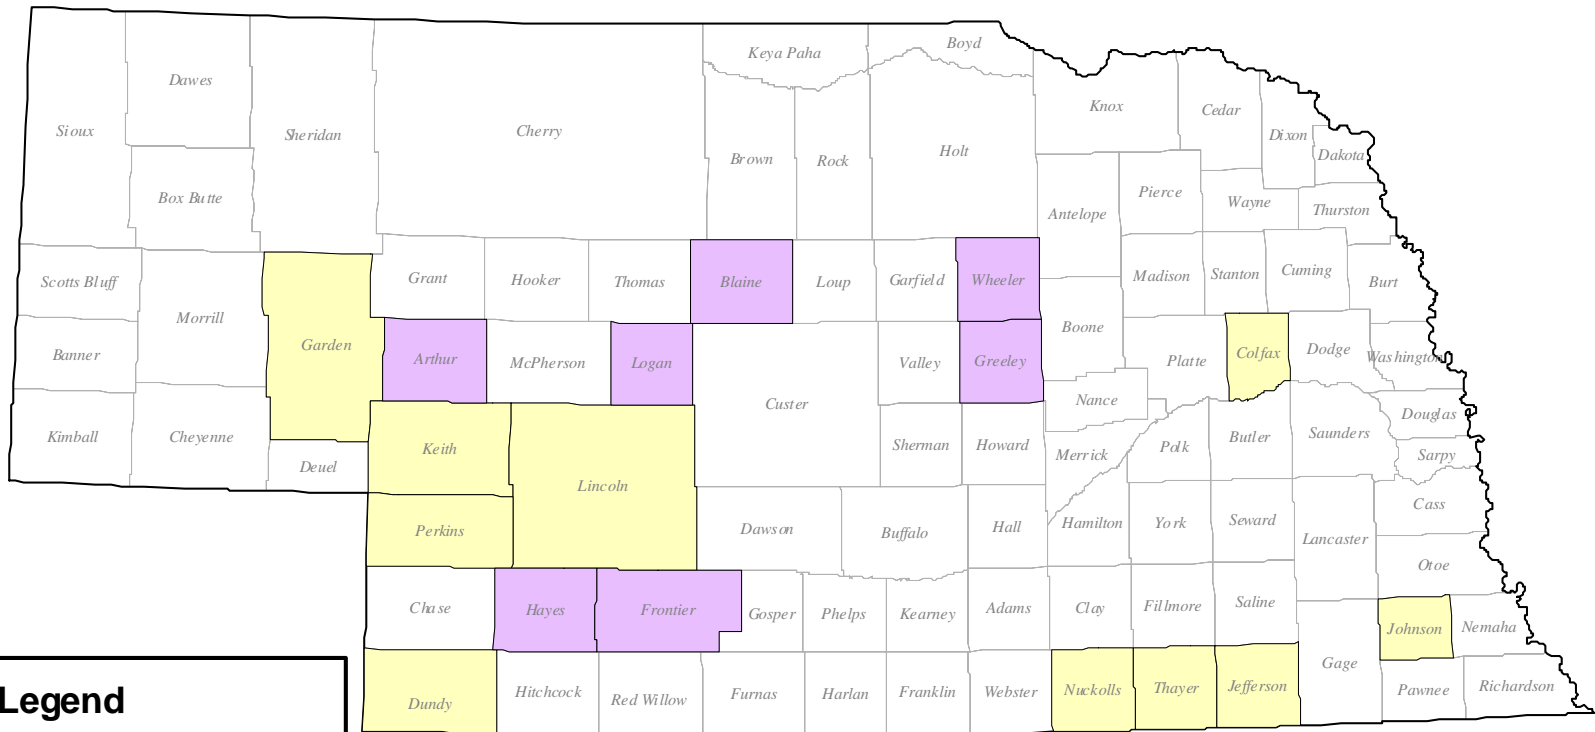 Boyd
Keya Paha
Dawes
Knox
Cedar
Sioux
Sheridan
Cherry
Dixon
Holt
Dakota
Brown
Rock
Pierce
Box Butte
Wayne
Thurston
Antelope
Scotts Bluff
Grant
Hooker
Thomas
Blaine
Loup
Garfield
Wheeler
Madison
Stanton
Cuming
Burt
Morrill
Boone
Garden
Banner
Arthur
McPherson
Logan
Valley
Greeley
Platte
Colfax
Dodge
Washington
Nance
Custer
Douglas
Kimball
Cheyenne
Keith
Sherman
Howard
Merrick
Polk
Butler
Saunders
Sarpy
Deuel
Lincoln
Cass
Perkins
Dawson
Buffalo
Hall
Hamilton
York
Seward
Lancaster
Otoe
Chase
Hayes
Frontier
Gosper
Phelps
Kearney
Adams
Clay
Fillmore
Saline
Johnson
Nemaha
Gage
Dundy
Hitchcock
Red Willow
Furnas
Harlan
Franklin
Webster
Nuckolls
Thayer
Jefferson
Pawnee
Richardson
Legend